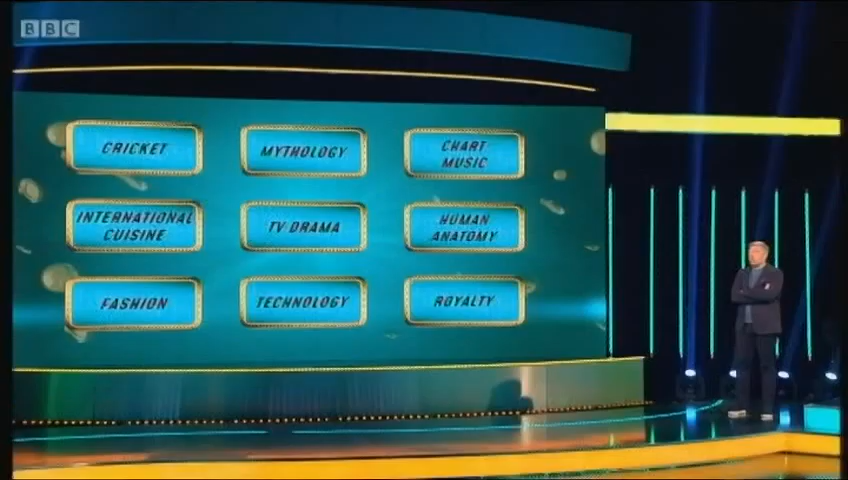 BBC
CRICKET
MYTHOLOGY
CHART
MUSIC
INTERNATIONAL
CUISINE
TV DRAMA
HUMAN
ANATOMY
FASHION
TECHNOLOGY
ROYALTY